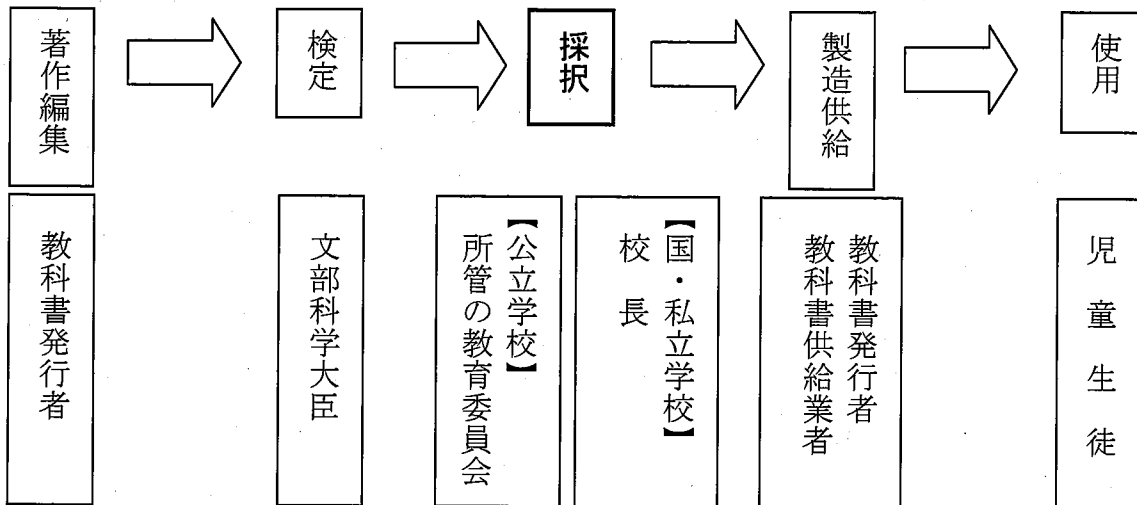 著作編集
検定
採択
製造供給
使用
教科書発行者
文部科学大臣
【公立学校】
所管の教育委員会
【国・私立学校】
校長
教科書発行者
教科書供給業者
児童生徒